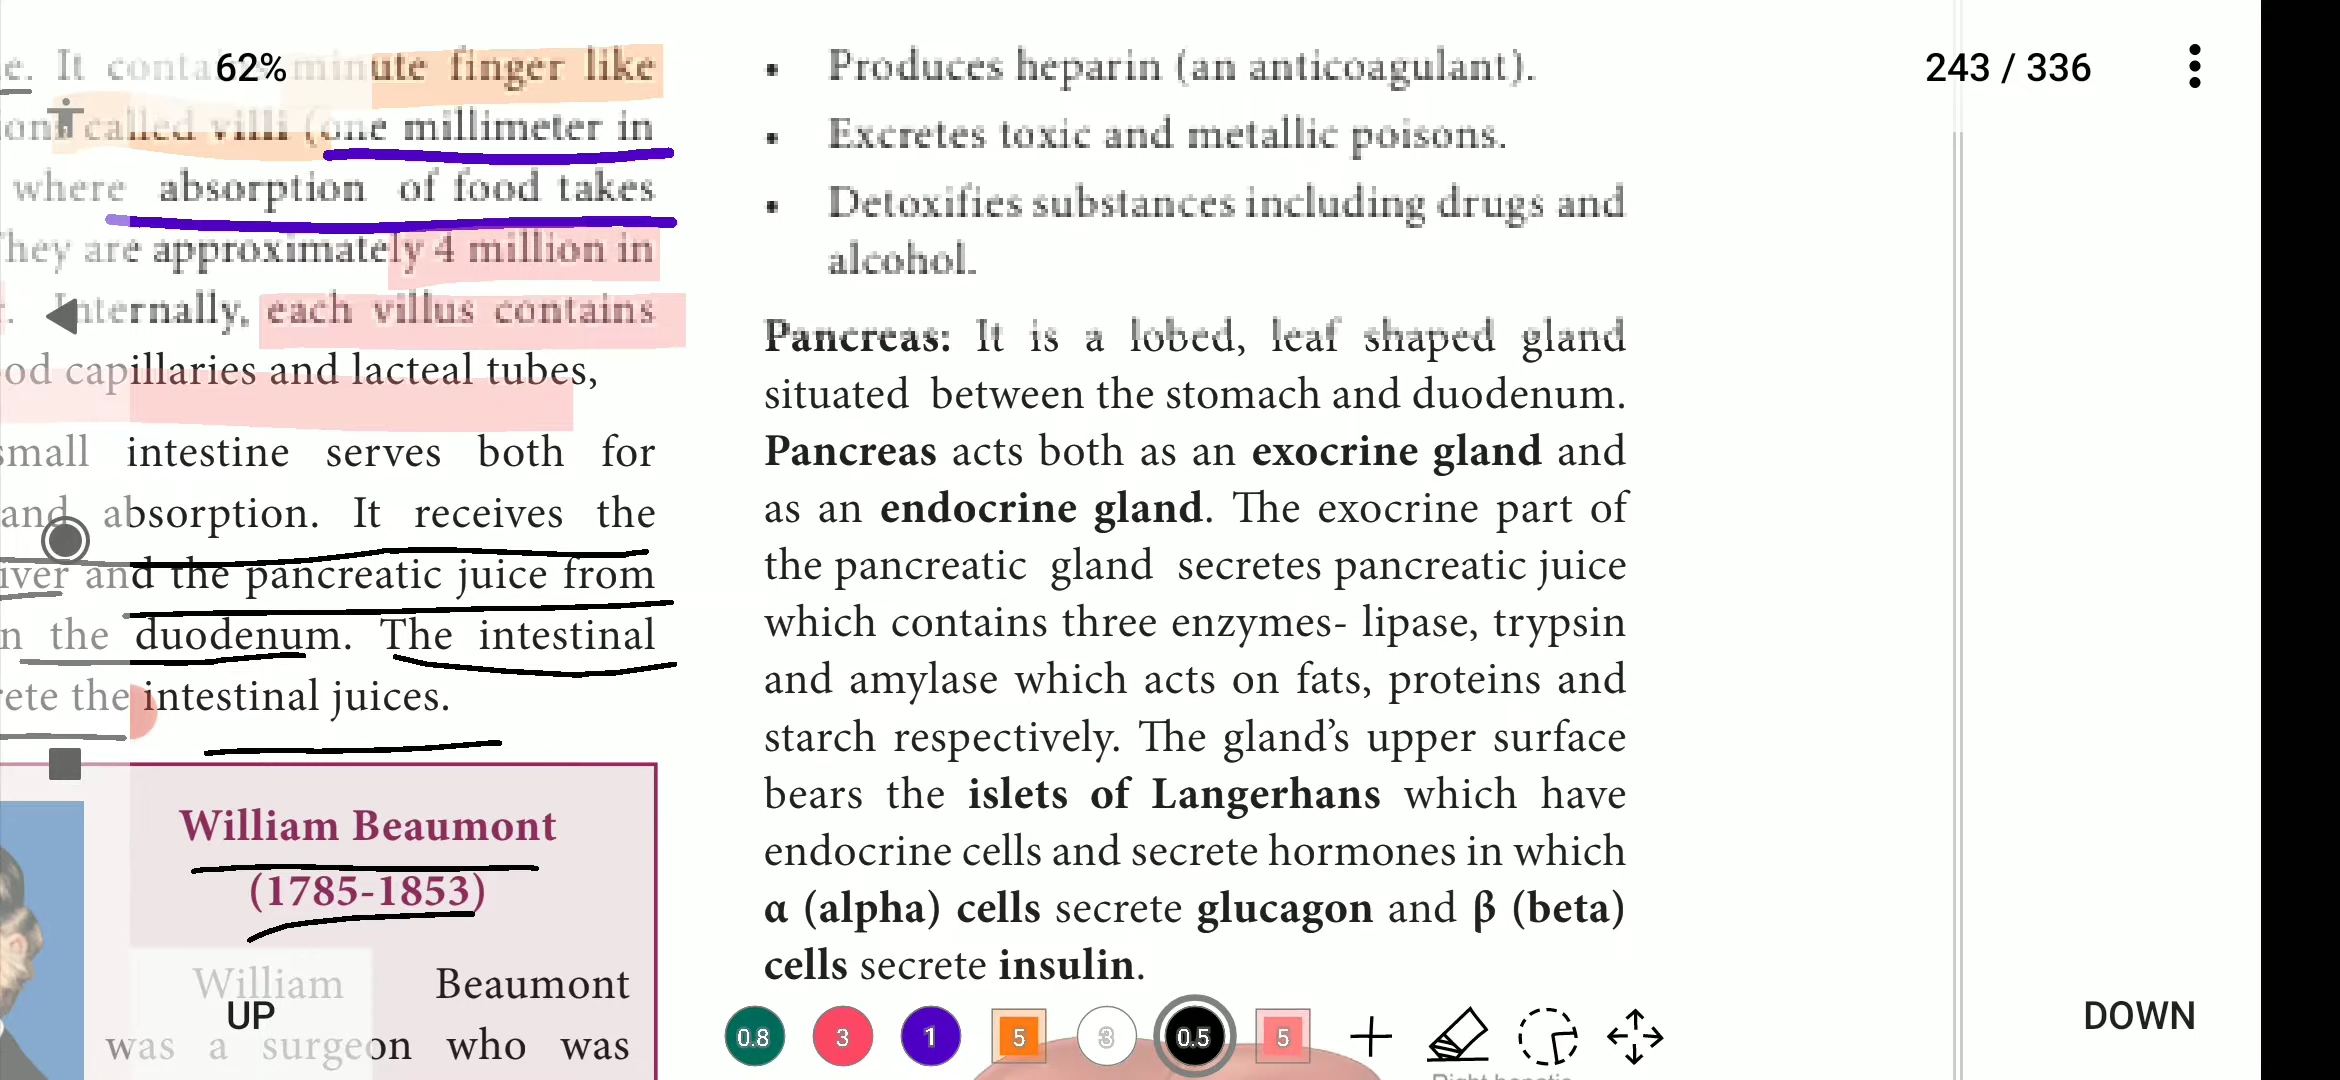 62%
243 / 336
e. It contains minute finger like
called villi (one millimeter in
where absorption of food takes
They are approximately 4 million in
. Internally, each villus contains
od capillaries and lacteal tubes,
small intestine serves both for
and absorption. It receives the
iver and the pancreatic juice from
n the duodenum. The intestinal
rete the intestinal juices.
William Beaumont
(1785-1853)
William Beaumont
was a surgeon who was
UP
• Produces heparin (an anticoagulant).
• Excretes toxic and metallic poisons.
• Detoxifies substances including drugs and
alcohol.
Pancreas: It is a lobed, leaf shaped gland
situated between the stomach and duodenum.
Pancreas acts both as an exocrine gland and
as an endocrine gland. The exocrine part of
the pancreatic gland secretes pancreatic juice
which contains three enzymes- lipase, trypsin
and amylase which acts on fats, proteins and
starch respectively. The gland’s upper surface
bears the islets of Langerhans which have
endocrine cells and secrete hormones in which
α (alpha) cells secrete glucagon and β (beta)
cells secrete insulin.
0.8 3 1 5 3 0.5 5
DOWN